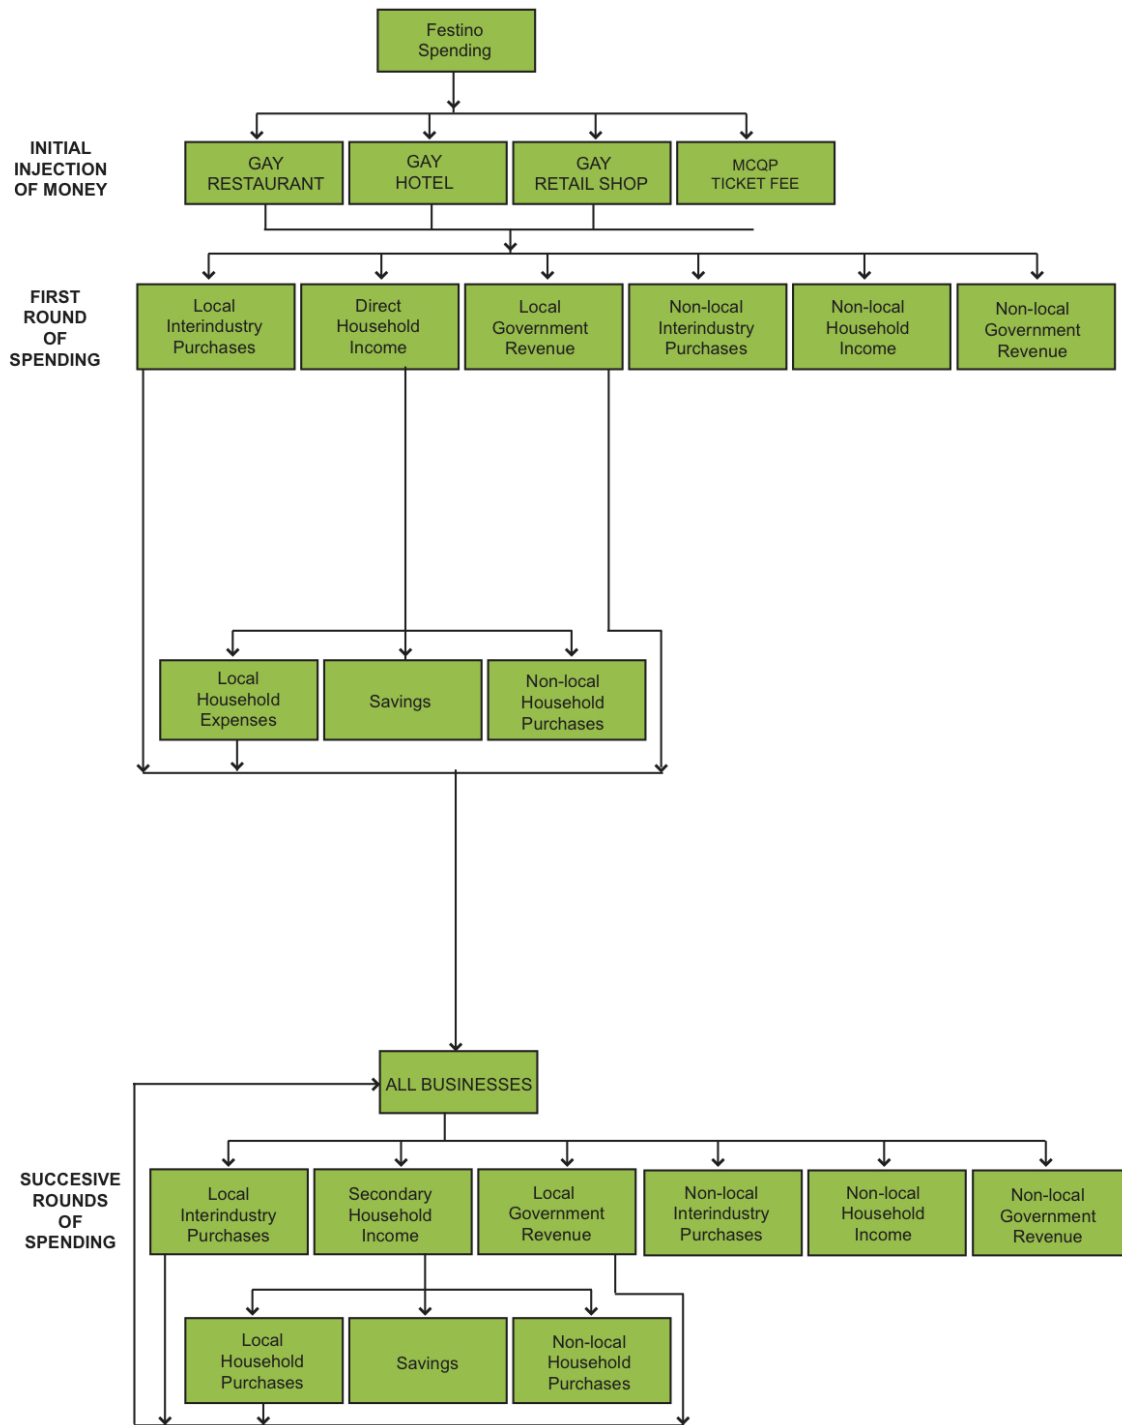 Festino
Spending
INITIAL
INJECTION
OF MONEY
GAY
RESTAURANT
GAY
HOTEL
GAY
RETAIL SHOP
MCQP
TICKET FEE
FIRST
ROUND
OF
SPENDING
Local
Interindustry
Purchases
Direct
Household
Income
Local
Government
Revenue
Non-local
Interindustry
Purchases
Non-local
Household
Income
Non-local
Government
Revenue
Local
Household
Expenses
Savings
Non-local
Household
Purchases
ALL BUSINESSES
SUCCESIVE
ROUNDS
OF
SPENDING
Local
Interindustry
Purchases
Secondary
Household
Income
Local
Government
Revenue
Non-local
Interindustry
Purchases
Non-local
Household
Income
Non-local
Government
Revenue
Local
Household
Purchases
Savings
Non-local
Household
Purchases